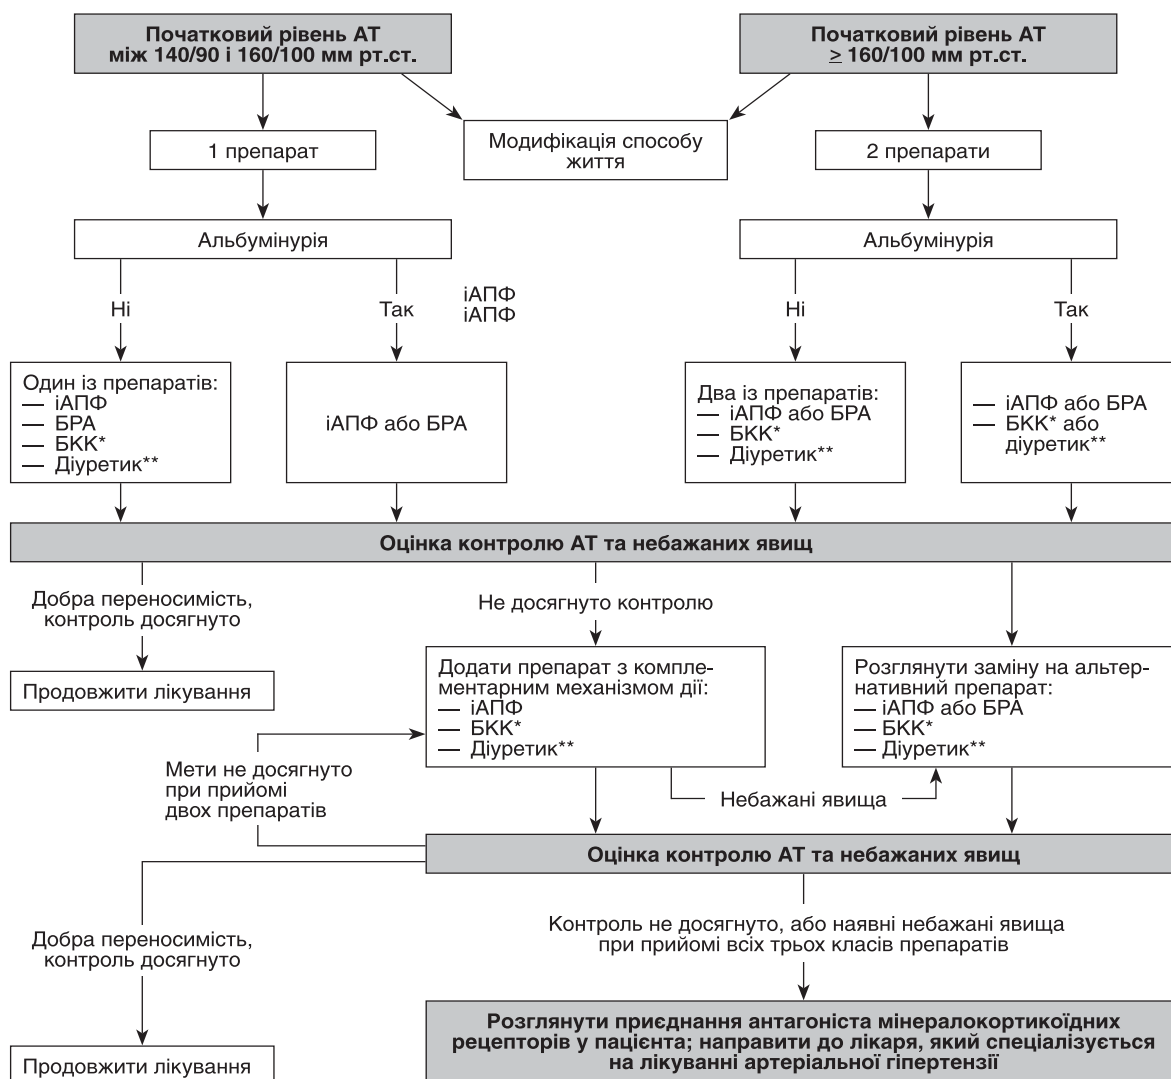 Початковий рівень АТ
між 140/90 і 160/100 мм рт.ст.
Початковий рівень АТ
≥ 160/100 мм рт.ст.
1 препарат
Модифікація способу
життя
2 препарати
Альбумінурія
Альбумінурія
Ні
Так
іАПФ
іАПФ
Ні
Так
Один із препаратів:
— іАПФ
— БРА
— БКК*
— Діуретик**
іАПФ або БРА
Два із препаратів:
— іАПФ або БРА
— БКК*
— Діуретик**
— іАПФ або БРА
— БКК* або
діуретик**
Оцінка контролю АТ та небажаних явищ
Добра переносимість,
контроль досягнуто
Не досягнуто контролю
Продовжити лікування
Додати препарат з компле-
ментарним механізмом дії:
— іАПФ
— БКК*
— Діуретик**
Розглянути заміну на альтер-
нативний препарат:
— іАПФ або БРА
— БКК*
— Діуретик**
Мети не досягнуто
при прийомі
двох препаратів
Небажані явища
Оцінка контролю АТ та небажаних явищ
Добра переносимість,
контроль досягнуто
Контроль не досягнуто, або наявні небажані явища
при прийомі всіх трьох класів препаратів
Продовжити лікування
Розглянути приєднання антагоніста мінералокортикоїдних
рецепторів у пацієнта; направити до лікаря, який спеціалізується
на лікуванні артеріальної гіпертензії